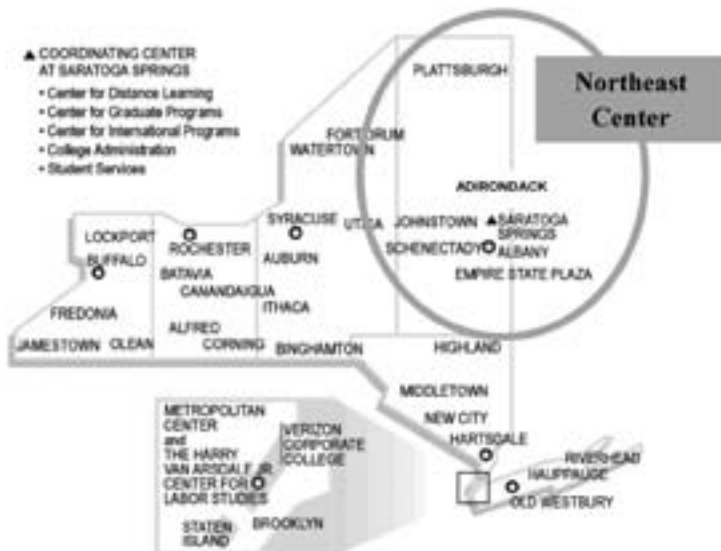 ▲ COORDINATING CENTER
AT SARATOGA SPRINGS
• Center for Distance Learning
• Center for Graduate Programs
• Center for International Programs
• College Administration
• Student Services
PLATTSBURGH
Northeast
Center
FORT DRUM
WATERTOWN
ADIRONDACK
LOCKPORT
BUFFALO
ROCHESTER
BATAVIA
CANANDAIGUA
SYRACUSE
AUBURN
ITHACA
UTICA
JOHNSTOWN
▲ SARATOGA
SPRINGS
SCHENECTADY
ALBANY
EMPIRE STATE PLAZA
FREDONIA
JAMESTOWN
OLEAN
ALFRED
CORNING
BINGHAMTON
HIGHLAND
MIDDLETOWN
NEW CITY
HARTSDALE
RIVERHEAD
HAUPPAUGE
OLD WESTBURY
METROPOLITAN
CENTER
and
THE HARRY
VAN ARSDALE JR.
CENTER FOR
LABOR STUDIES
VERIZON
CORPORATE
COLLEGE
STATEN
ISLAND
BROOKLYN